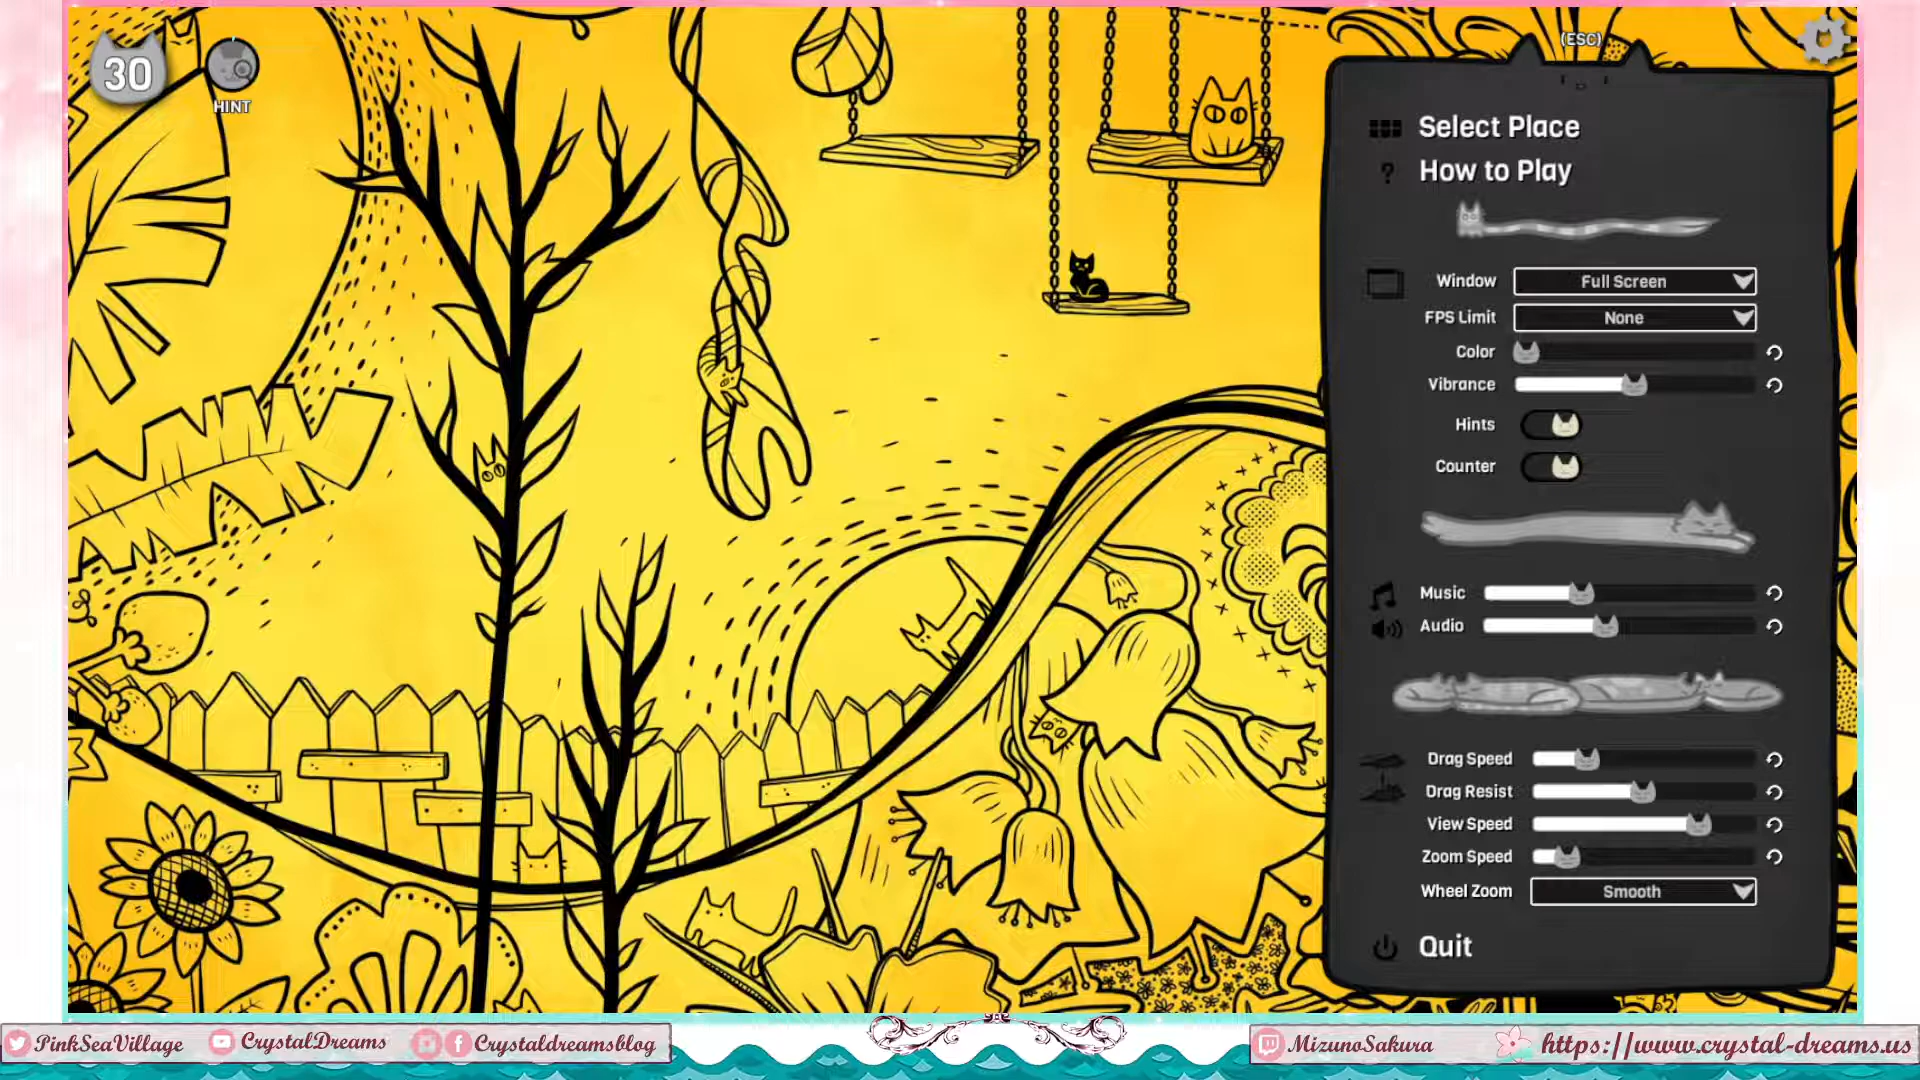 30
HINT
(ESC)
Select Place
? How to Play
Window Full Screen
FPS Limit None
Color
Vibrance
Hints
Counter
Music
Audio
Drag Speed
Drag Resist
View Speed
Zoom Speed
Wheel Zoom Smooth
Quit
PinkSeaVillage CrystalDreams Crystaldreamsblog MizunoSakura https://www.crystal-dreams.us